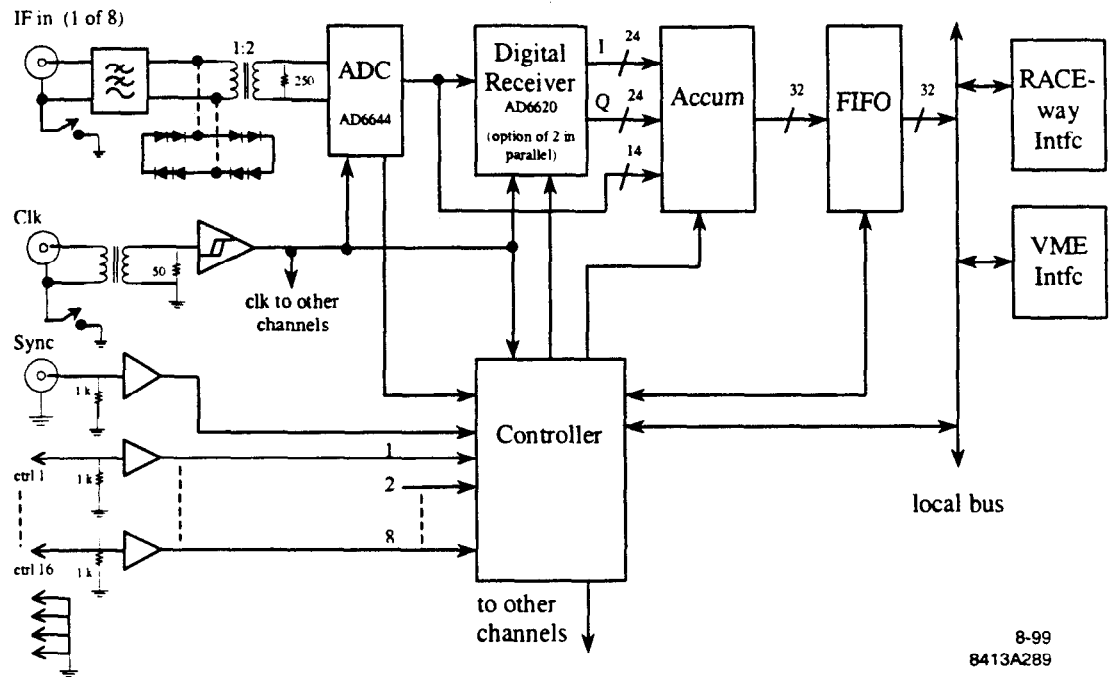 IF in (1 of 8)
1:2
250
ADC
AD6644
Digital
Receiver
AD6620
(option of 2 in
parallel)
I
24
Q
24
14
Accum
32
FIFO
32
RACE-
way
Intfc
VME
Intfc
Clk
50
clk to other
channels
Sync
1 k
ctrl 1
1 k
1
2
8
ctrl 16
1 k
Controller
to other
channels
local bus
8-99
8413A289